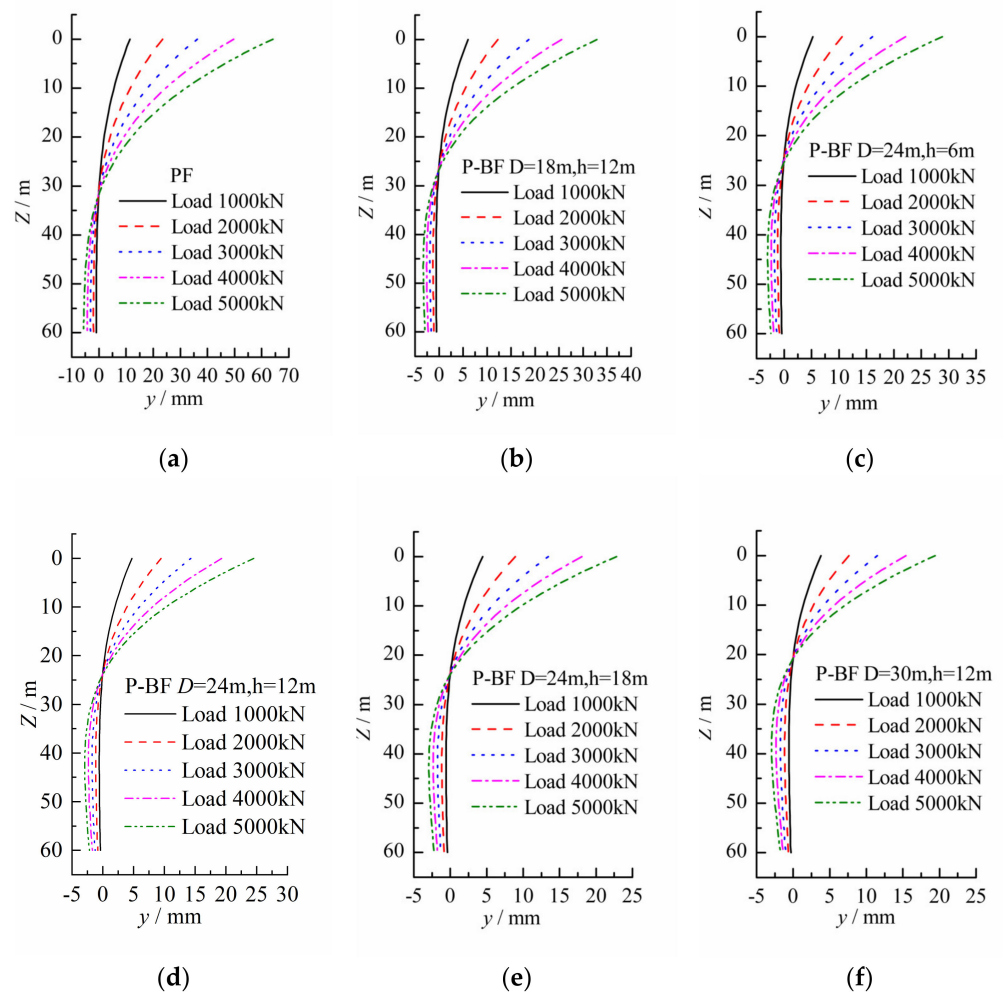 0
10
20
30
40
50
60
Z / m
PF
Load 1000kN
Load 2000kN
Load 3000kN
Load 4000kN
Load 5000kN
-10 0 10 20 30 40 50 60 70
y / mm
(a)
0
10
20
30
40
50
60
Z / m
P-BF D=18m,h=12m
Load 1000kN
Load 2000kN
Load 3000kN
Load 4000kN
Load 5000kN
-5 0 5 10 15 20 25 30 35 40
y / mm
(b)
0
10
20
30
40
50
60
Z / m
P-BF D=24m,h=6m
Load 1000kN
Load 2000kN
Load 3000kN
Load 4000kN
Load 5000kN
-5 0 5 10 15 20 25 30 35
y / mm
(c)
0
10
20
30
40
50
60
Z / m
P-BF D=24m,h=12m
Load 1000kN
Load 2000kN
Load 3000kN
Load 4000kN
Load 5000kN
-5 0 5 10 15 20 25 30
y / mm
(d)
0
10
20
30
40
50
60
Z / m
P-BF D=24m,h=18m
Load 1000kN
Load 2000kN
Load 3000kN
Load 4000kN
Load 5000kN
-5 0 5 10 15 20 25
y / mm
(e)
0
10
20
30
40
50
60
Z / m
P-BF D=30m,h=12m
Load 1000kN
Load 2000kN
Load 3000kN
Load 4000kN
Load 5000kN
-5 0 5 10 15 20 25
y / mm
(f)